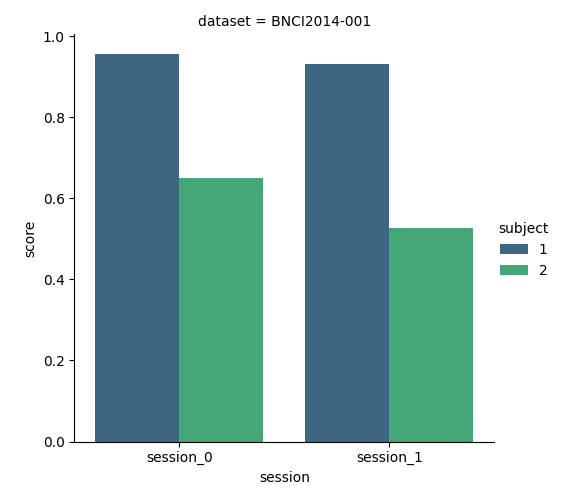 dataset = BNCI2014-001
1.0
0.8
0.6
0.4
0.2
0.0
score
session_0
session_1
session
subject
1
2